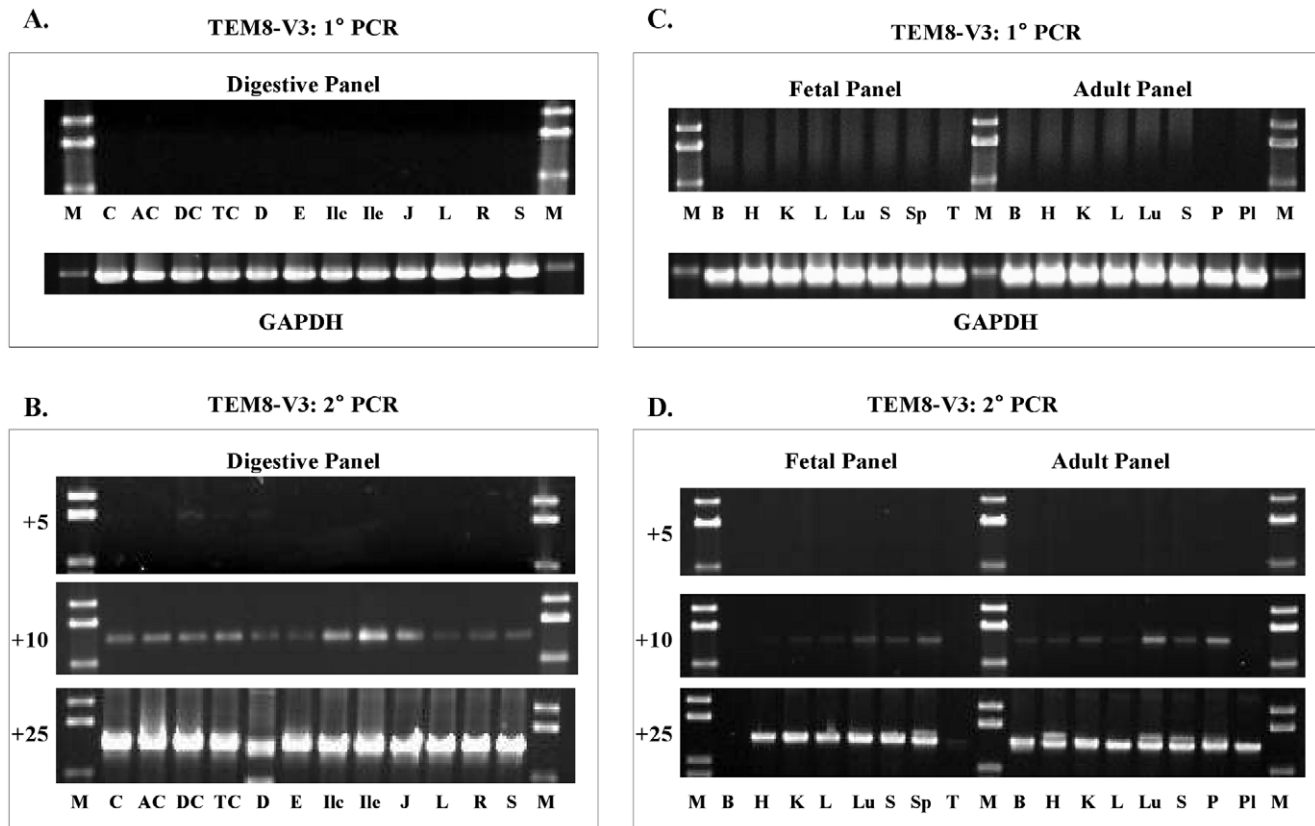 A.
TEM8-V3: 1° PCR
Digestive Panel
M C AC DC TC D E Ilc Ile J L R S M
GAPDH
B.
TEM8-V3: 2° PCR
Digestive Panel
+5
+10
+25
M C AC DC TC D E Ilc Ile J L R S M
C.
TEM8-V3: 1° PCR
Fetal Panel Adult Panel
M B H K L Lu S Sp T M B H K L Lu S P Pl M
GAPDH
D.
TEM8-V3: 2° PCR
Fetal Panel Adult Panel
+5
+10
+25
M B H K L Lu S Sp T M B H K L Lu S P Pl M